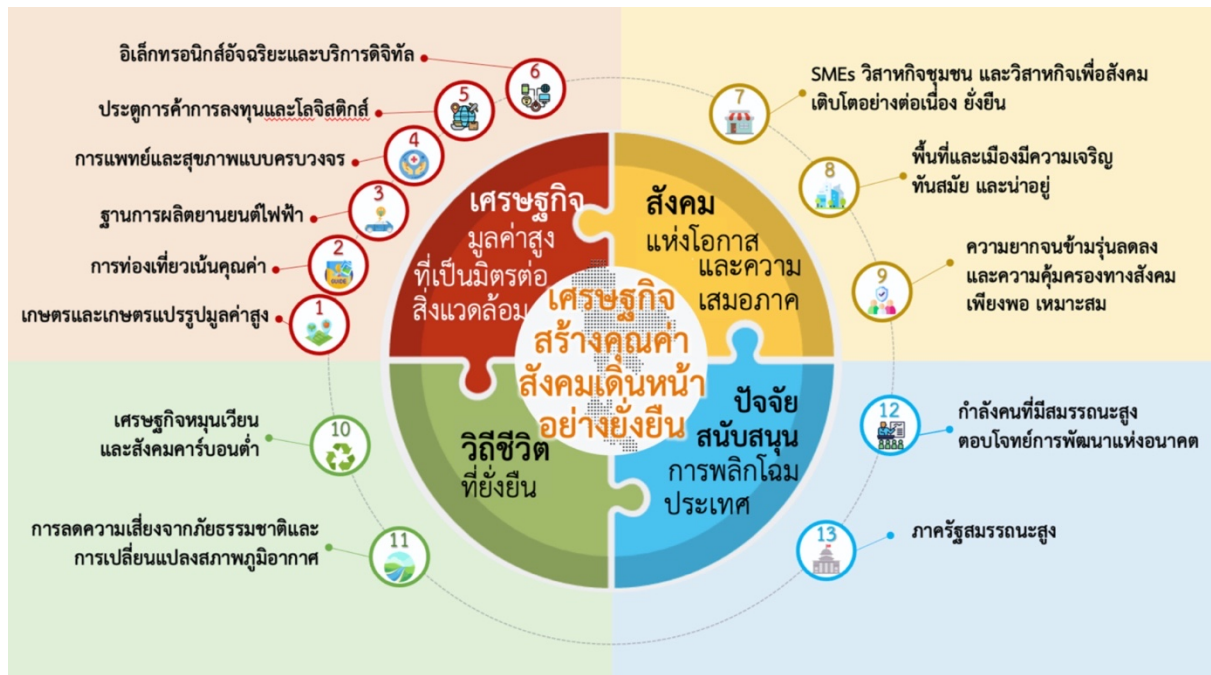 อิเล็กทรอนิกส์อัจฉริยะและบริการดิจิทัล
6
ประตูการค้าการลงทุนและโลจิสติกส์
5
การแพทย์และสุขภาพแบบครบวงจร
4
ฐานการผลิตยานยนต์ไฟฟ้า
3
การท่องเที่ยวเน้นคุณค่า
2
GUIDE
เกษตรและเกษตรแปรรูปมูลค่าสูง
1
7
SMEs วิสาหกิจชุมชน และวิสาหกิจเพื่อสังคม
เติบโตอย่างต่อเนื่อง ยั่งยืน
8
พื้นที่และเมืองมีความเจริญ
ทันสมัย และน่าอยู่
9
ความยากจนข้ามรุ่นลดลง
และความคุ้มครองทางสังคม
เพียงพอ เหมาะสม
เศรษฐกิจ
มูลค่าสูง
ที่เป็นมิตรต่อ
สิ่งแวดล้อม
สังคม
แห่งโอกาส
และความ
เสมอภาค
เศรษฐกิจ
สร้างคุณค่า
สังคมเดินหน้า
อย่างยั่งยืน
วิถีชีวิต
ที่ยั่งยืน
ปัจจัย
สนับสนุน
การพลิกโฉม
ประเทศ
เศรษฐกิจหมุนเวียน
และสังคมคาร์บอนต่ำ
10
การลดความเสี่ยงจากภัยธรรมชาติและ
การเปลี่ยนแปลงสภาพภูมิอากาศ
11
12
กำลังคนที่มีสมรรถนะสูง
ตอบโจทย์การพัฒนาแห่งอนาคต
13
ภาครัฐสมรรถนะสูง